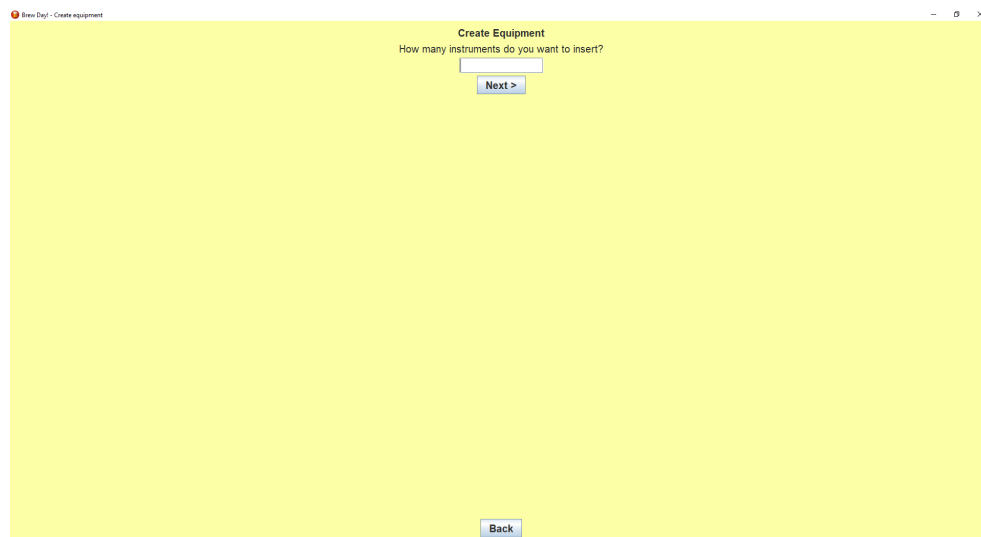 Brew Day! - Create equipment
Create Equipment
How many instruments do you want to insert?
Next >
Back